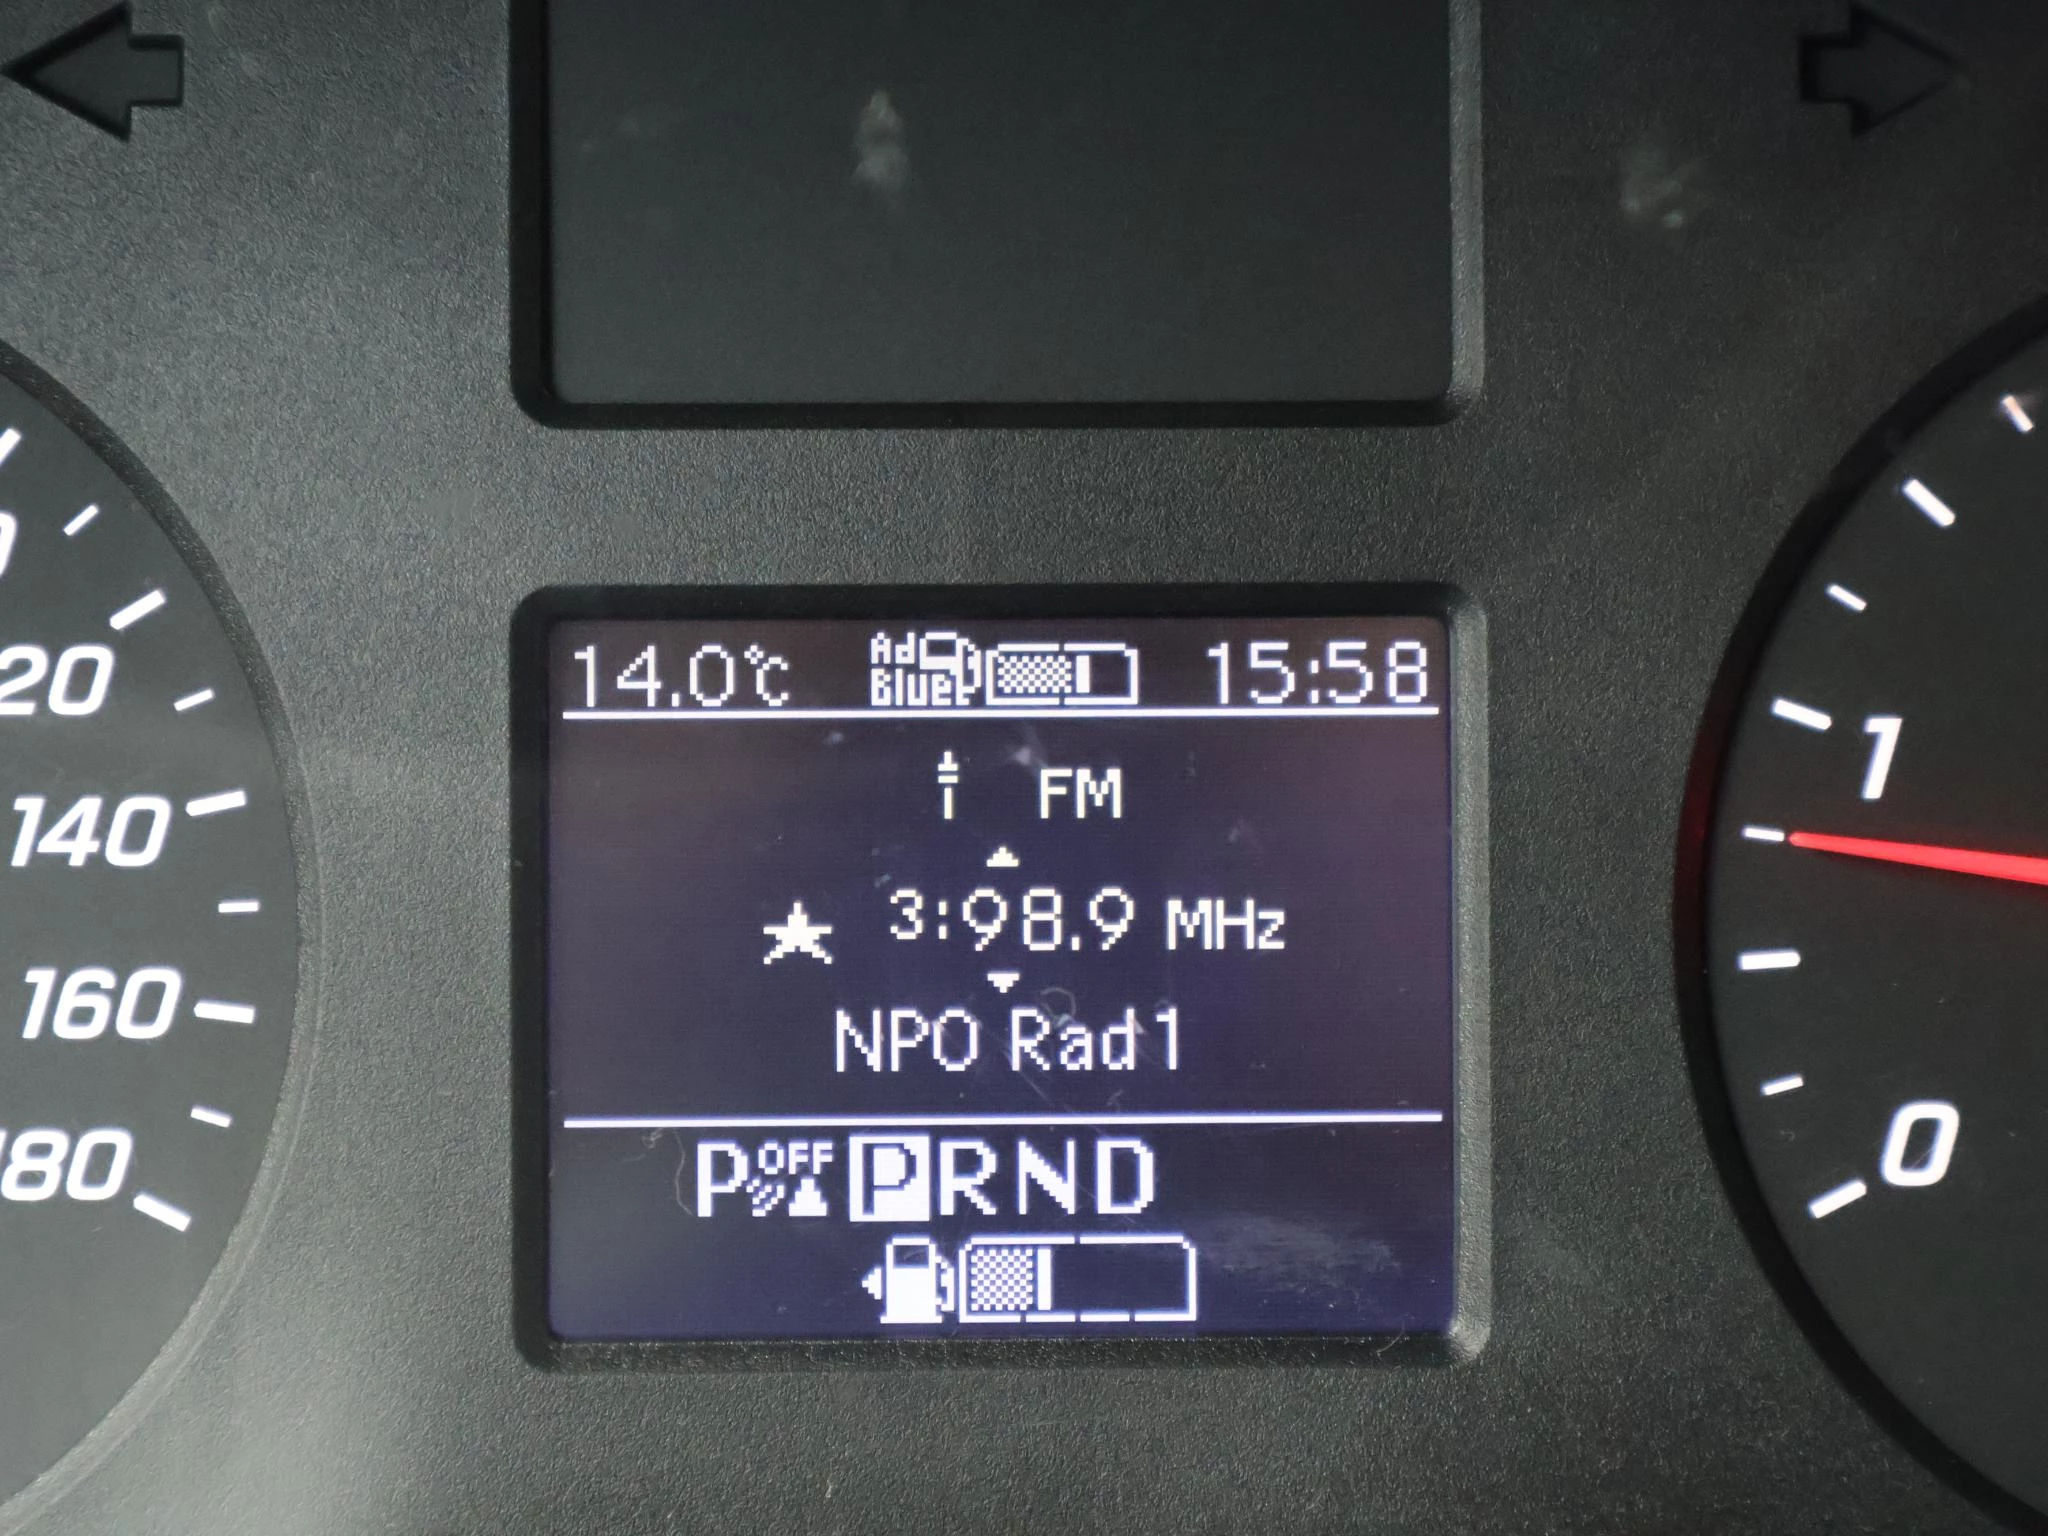 14.0°C Ad Blue 15:58
FM
3:98.9 MHz
NPO Rad1
P OFF P R N D
20
140
160
180
1
0